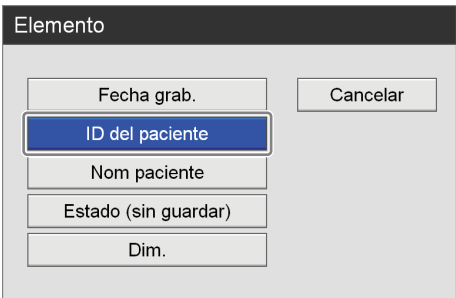 Elemento
Fecha grab.
Cancelar
ID del paciente
Nom paciente
Estado (sin guardar)
Dim.